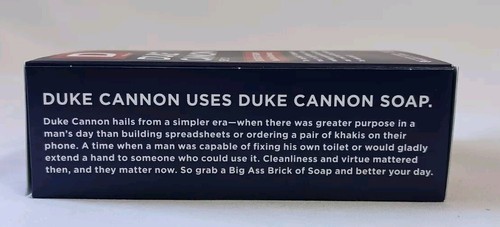 DUKE CANNON USES DUKE CANNON SOAP.
Duke Cannon hails from a simpler era—when there was greater purpose in a
man's day than building spreadsheets or ordering a pair of khakis on their
phone. A time when a man was capable of fixing his own toilet or would gladly
extend a hand to someone who could use it. Cleanliness and virtue mattered
then, and they matter now. So grab a Big Ass Brick of Soap and better your day.